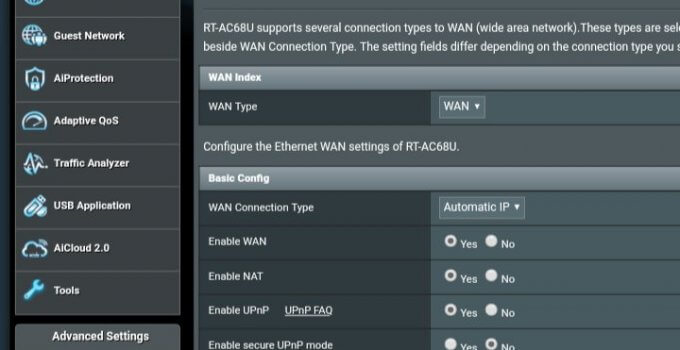 RT-AC68U supports several connection types to WAN (wide area network).These types are sele
beside WAN Connection Type. The setting fields differ depending on the connection type you s
Guest Network
AiProtection
Adaptive QoS
Traffic Analyzer
USB Application
AiCloud 2.0
Tools
Advanced Settings
WAN Index
WAN Type WAN
Configure the Ethernet WAN settings of RT-AC68U.
Basic Config
WAN Connection Type Automatic IP
Enable WAN Yes No
Enable NAT Yes No
Enable UPnP UPnP FAQ Yes No
Enable secure UPnP mode Yes No